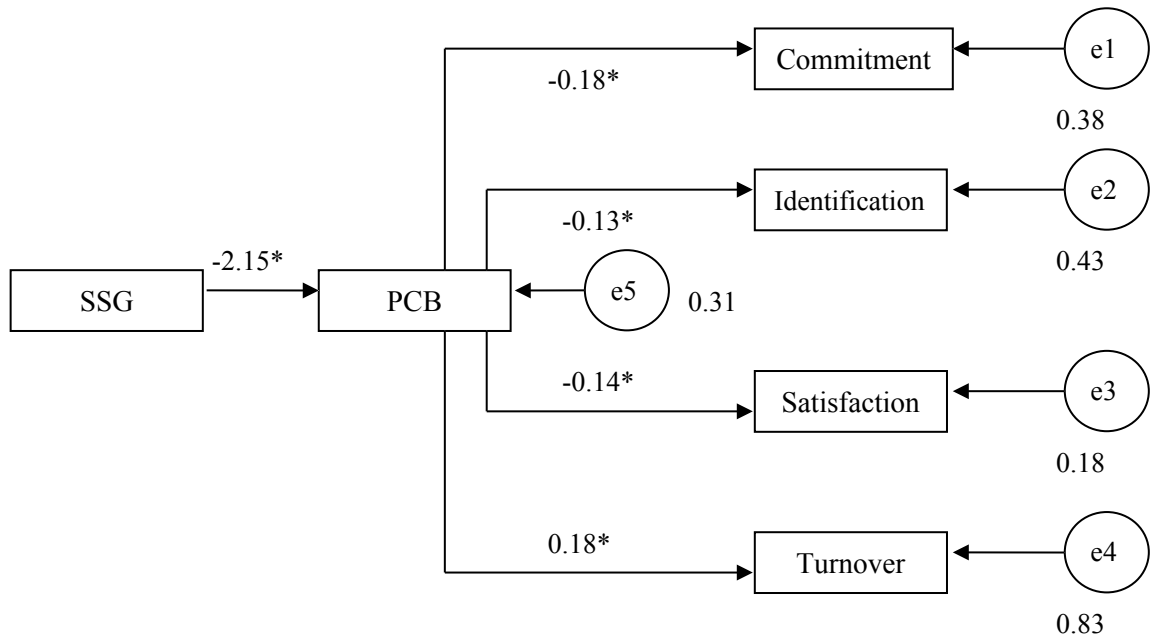 Commitment
e1
-0.18*
0.38
Identification
e2
-0.13*
0.43
SSG
-2.15*
PCB
e5
0.31
-0.14*
Satisfaction
e3
0.18
0.18*
Turnover
e4
0.83